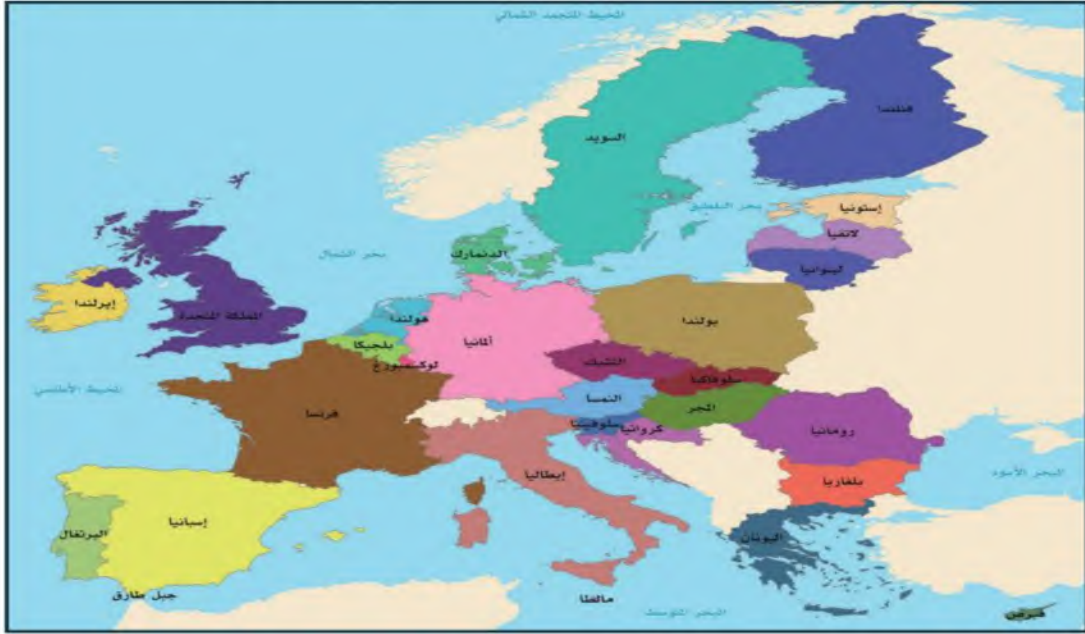 المحيط المتجمد الشمالي
فنلندا
السويد
بحر البلطيق
إستونيا
لاتفيا
ليتوانيا
الدنمارك
بحر الشمال
إيرلندا
المملكة المتحدة
هولندا
بلجيكا
لوكسمبورغ
ألمانيا
بولندا
التشيك
سلوفاكيا
النمسا
المجر
سلوفينيا
كرواتيا
رومانيا
المحيط الأطلسي
فرنسا
إيطاليا
بلغاريا
البحر الأسود
إسبانيا
البرتغال
اليونان
جبل طارق
مالطا
البحر المتوسط
قبرص